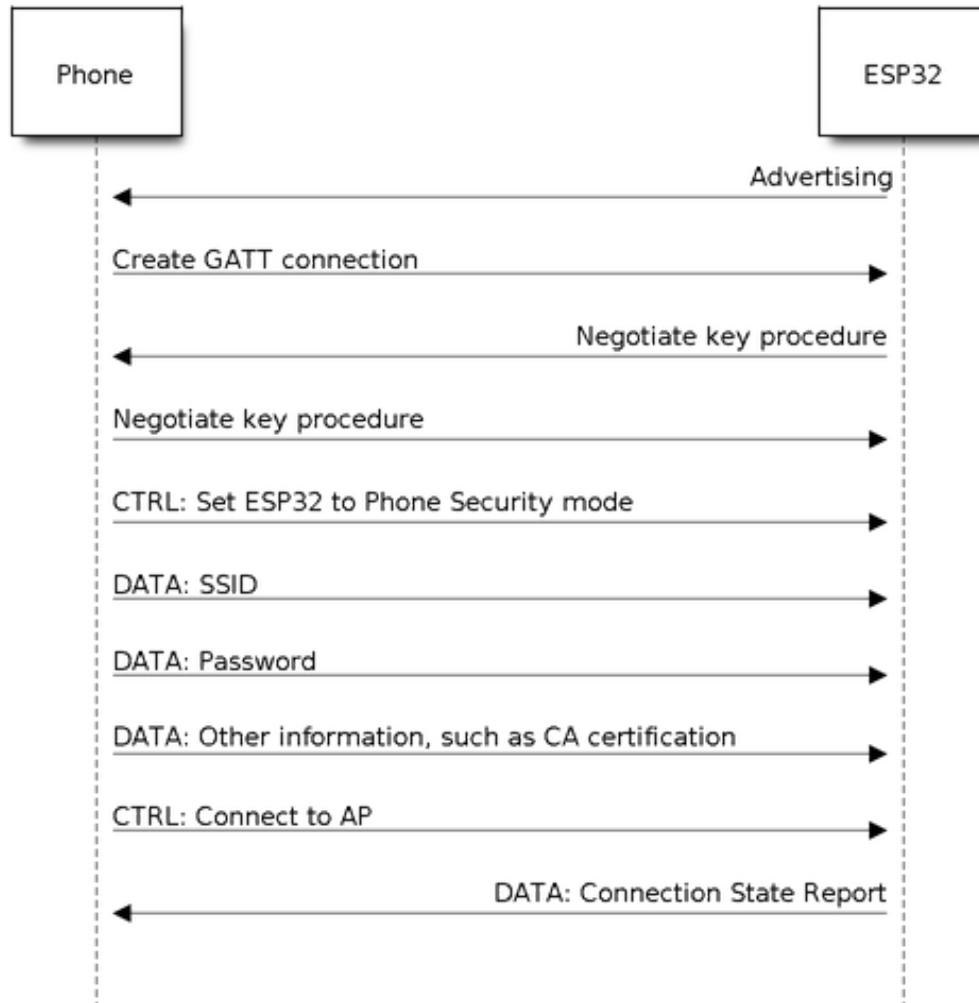 Phone
ESP32
Advertising
Create GATT connection
Negotiate key procedure
Negotiate key procedure
CTRL: Set ESP32 to Phone Security mode
DATA: SSID
DATA: Password
DATA: Other information, such as CA certification
CTRL: Connect to AP
DATA: Connection State Report